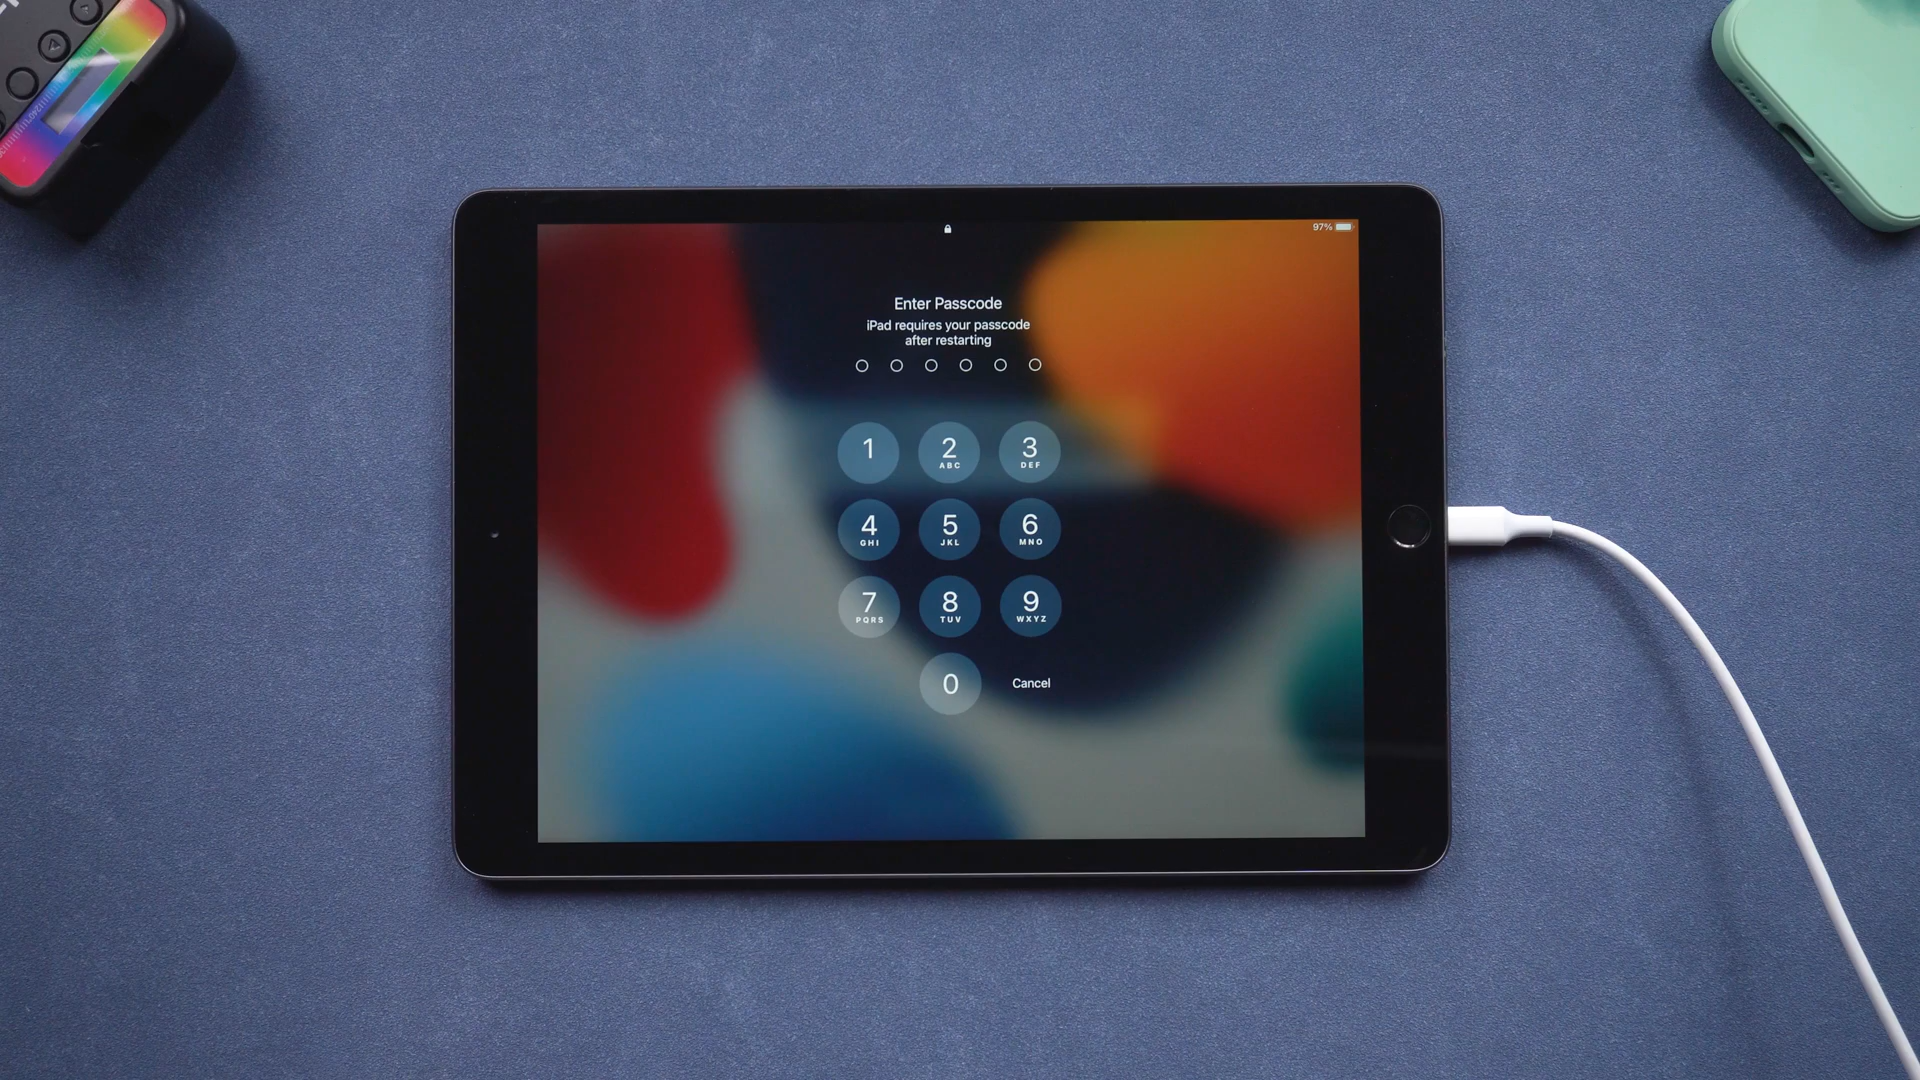 97%
Enter Passcode
iPad requires your passcode
after restarting
1 2 3
ABC DEF
4 5 6
GHI JKL MNO
7 8 9
PQRS TUV WXYZ
0 Cancel